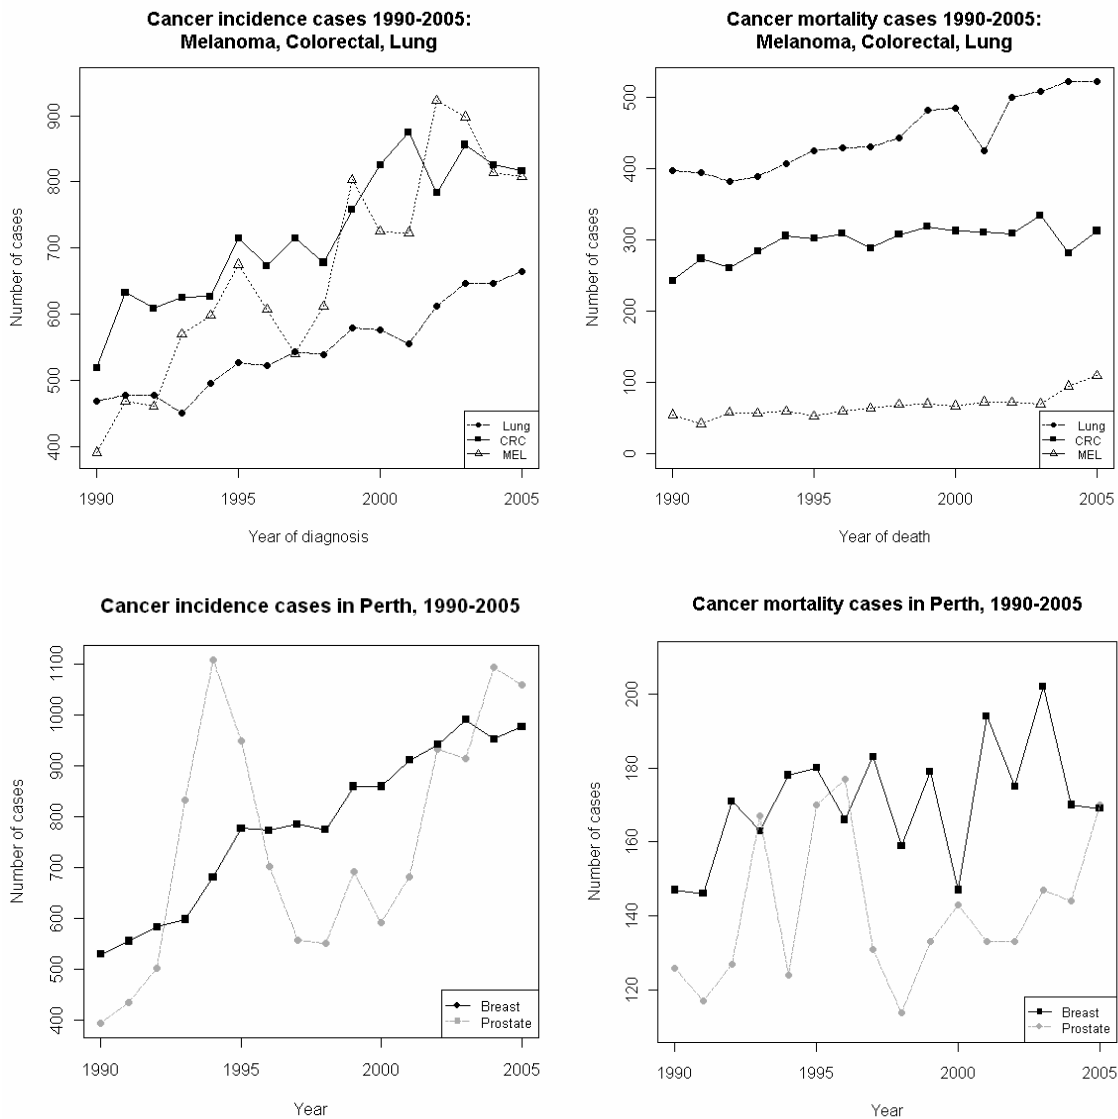 Cancer incidence cases 1990-2005:
Melanoma, Colorectal, Lung
Number of cases
900
800
700
600
500
400
Lung
CRC
MEL
1990
1995
2000
2005
Year of diagnosis
Cancer mortality cases 1990-2005:
Melanoma, Colorectal, Lung
Number of cases
500
400
300
200
100
0
Lung
CRC
MEL
1990
1995
2000
2005
Year of death
Cancer incidence cases in Perth, 1990-2005
Number of cases
1100
1000
900
800
700
600
500
400
Breast
Prostate
1990
1995
2000
2005
Year
Cancer mortality cases in Perth, 1990-2005
Number of cases
200
180
160
140
120
Breast
Prostate
1990
1995
2000
2005
Year